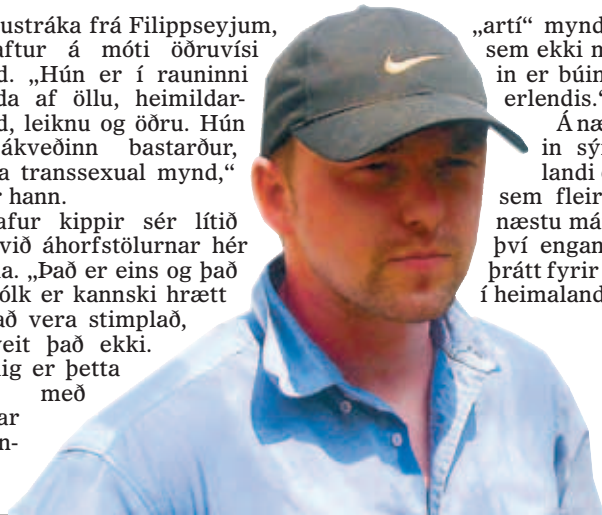 ustráka frá Filippseyjum,
aftur á móti öðruvísi
d. „Hún er í rauninni
da af öllu, heimildar-
d, leiknu og öðru. Hún
ákveðinn bastarður,
a transsexual mynd,“
r hann.
afur kippir sér lítið
við áhorfstölurnar hér
a. „Það er eins og það
ólk er kannski hrætt
að vera stimplað,
veit það ekki.
ig er þetta
með
ar
n-
„artí“ mynd
sem ekki n
in er búin
erlendis.“
Á næ
in sýn
landi
sem fleir
næstu má
því engan
þrátt fyrir
í heimaland